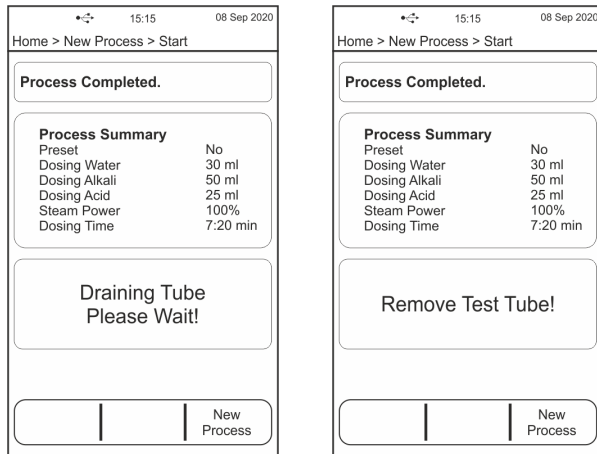 15:15 08 Sep 2020
Home > New Process > Start
Process Completed.
Process Summary
Preset No
Dosing Water 30 ml
Dosing Alkali 50 ml
Dosing Acid 25 ml
Steam Power 100%
Dosing Time 7:20 min
Draining Tube
Please Wait!
New
Process
15:15 08 Sep 2020
Home > New Process > Start
Process Completed.
Process Summary
Preset No
Dosing Water 30 ml
Dosing Alkali 50 ml
Dosing Acid 25 ml
Steam Power 100%
Dosing Time 7:20 min
Remove Test Tube!
New
Process